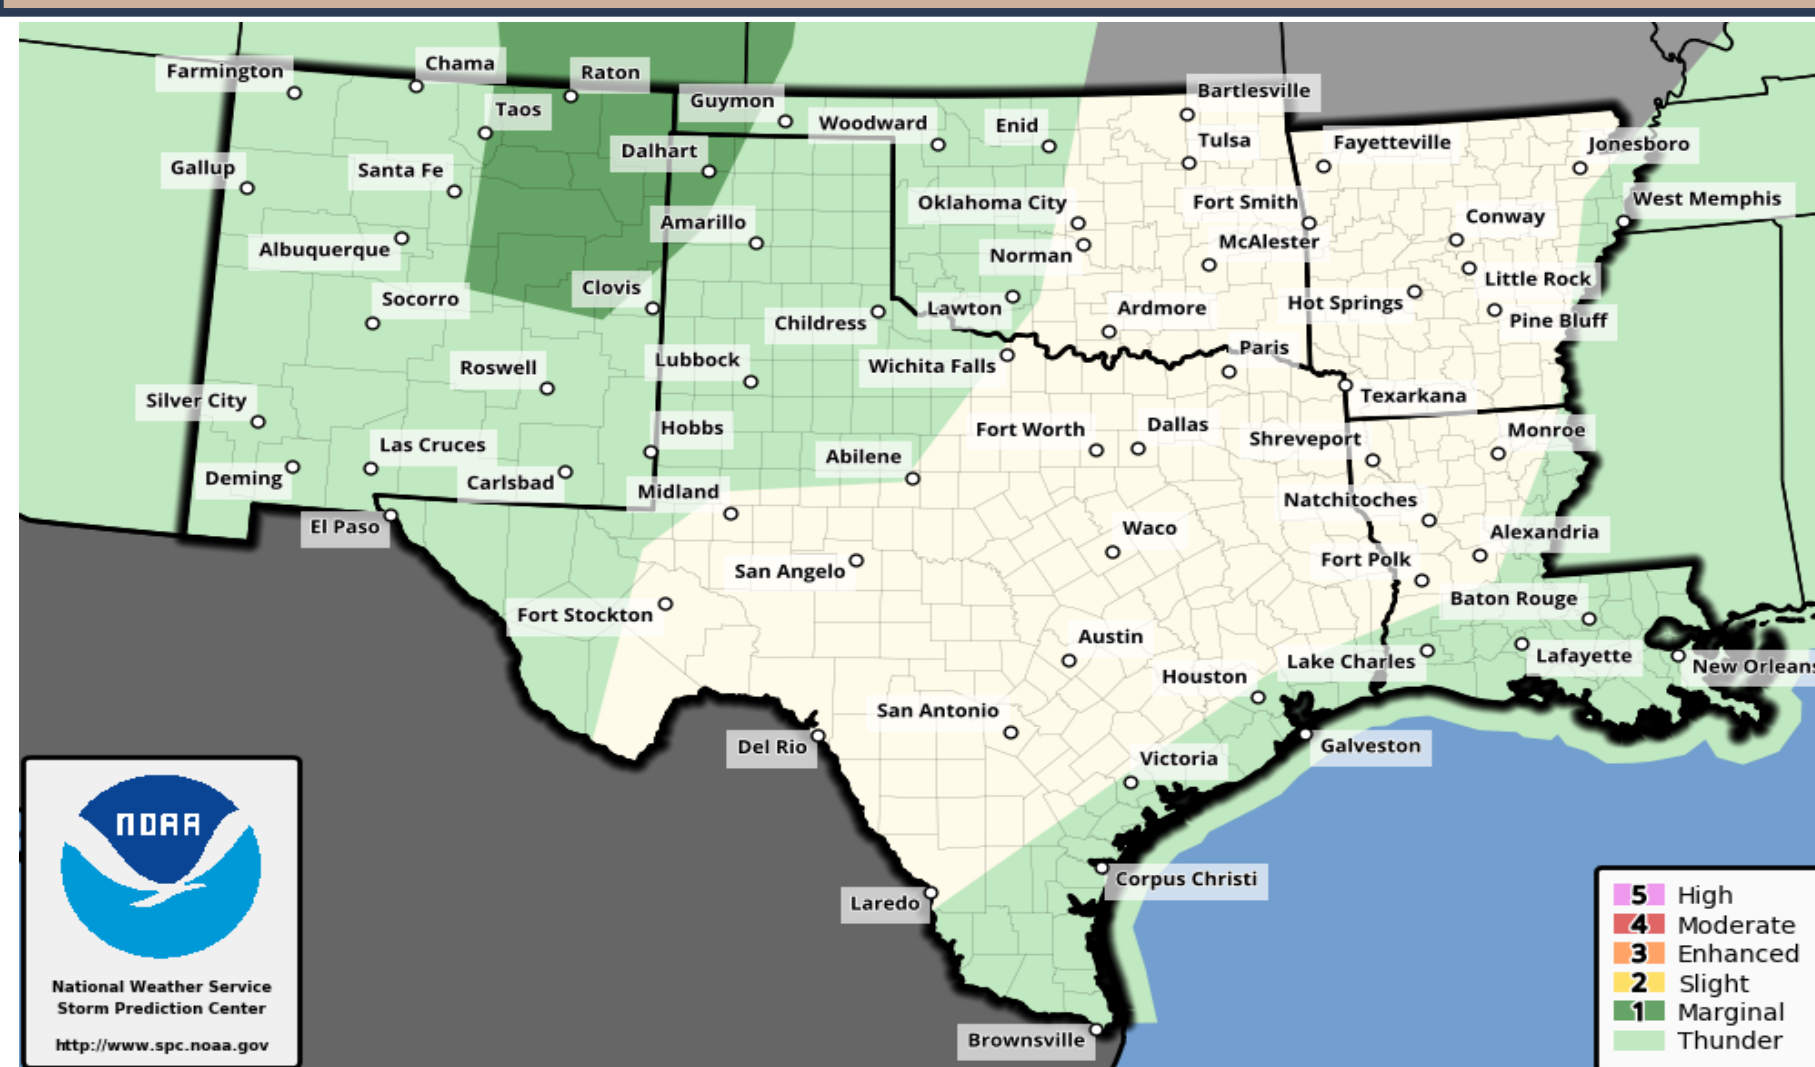 Farmington
Chama
Raton
Taos
Guymon
Woodward
Enid
Bartlesville
Tulsa
Fayetteville
Jonesboro
Gallup
Santa Fe
Dalhart
Oklahoma City
Fort Smith
West Memphis
Albuquerque
Amarillo
Norman
McAlester
Conway
Socorro
Clovis
Childress
Lawton
Ardmore
Hot Springs
Little Rock
Pine Bluff
Roswell
Lubbock
Wichita Falls
Paris
Silver City
Texarkana
Las Cruces
Hobbs
Abilene
Fort Worth
Dallas
Shreveport
Monroe
Deming
Carlsbad
Midland
Natchitoches
El Paso
San Angelo
Waco
Fort Polk
Alexandria
Fort Stockton
Austin
Baton Rouge
Houston
Lake Charles
Lafayette
New Orleans
San Antonio
Del Rio
Victoria
Galveston
Laredo
Corpus Christi
Brownsville
NOAA
National Weather Service
Storm Prediction Center
http://www.spc.noaa.gov
5 High
4 Moderate
3 Enhanced
2 Slight
1 Marginal
Thunder